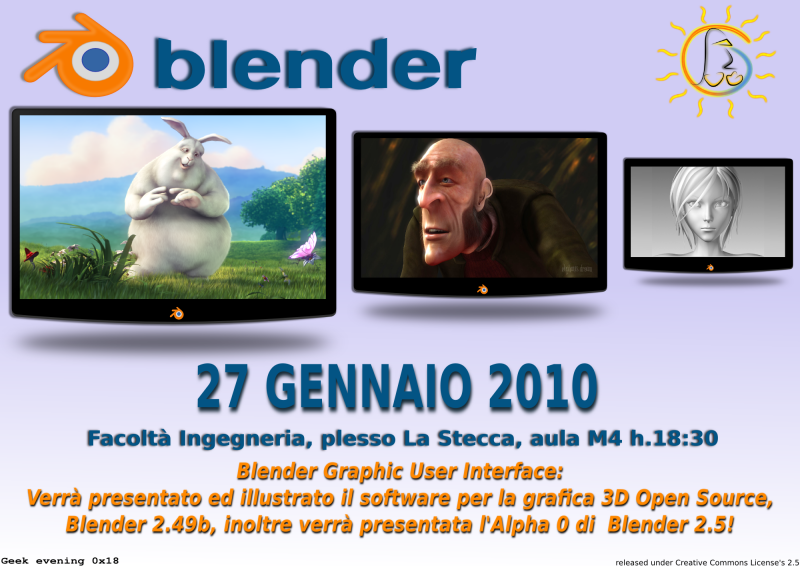 blender
27 GENNAIO 2010
Facoltà Ingegneria, plesso La Stecca, aula M4 h.18:30
Blender Graphic User Interface:
Verrà presentato ed illustrato il software per la grafica 3D Open Source,
Blender 2.49b, inoltre verrà presentata l'Alpha 0 di Blender 2.5!
Geek evening 0x18
released under Creative Commons License's 2.5